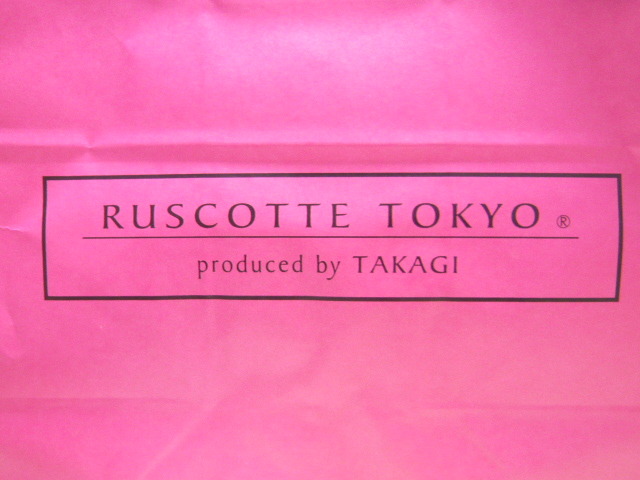 RUSCOTTE TOKYO ®
produced by TAKAGI